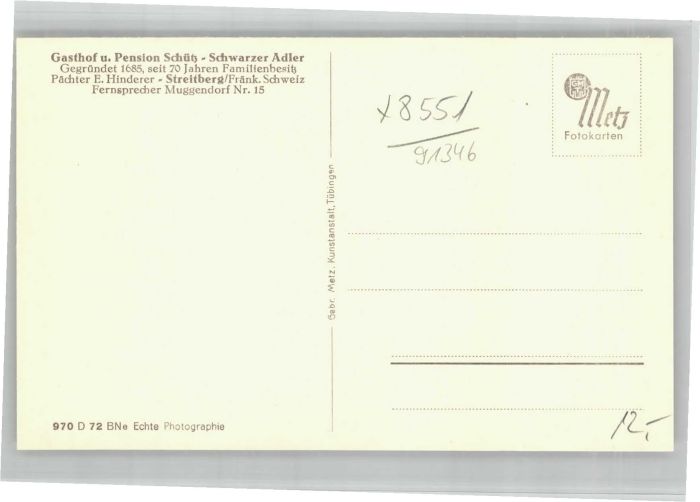 Gasthof u. Pension Schütz - Schwarzer Adler
Gegründet 1685, seit 70 Jahren Familienbesitz
Pächter E. Hinderer - Streitberg/Fränk. Schweiz
Fernsprecher Muggendorf Nr. 15
x8551
91346
Metz
Fotokarten
Gebr. Metz, Kunstanstalt, Tübingen
970 D 72 BNe Echte Photographie
12,-